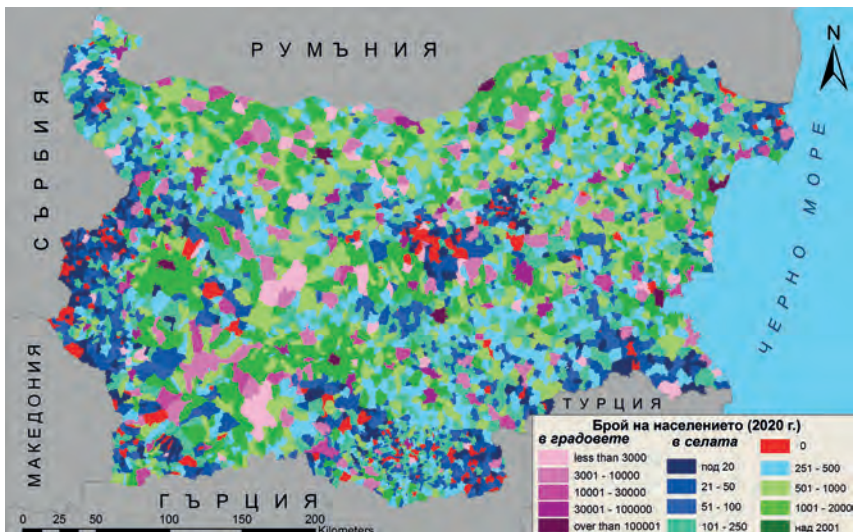 РУМЪНИЯ
N
СЪРБИЯ
ЧЕРНО МОРЕ
МАКЕДОНИЯ
ТУРЦИЯ
ГЪРЦИЯ
Брой на населението (2020 г.)
в градовете
less than 3000
3001 - 10000
10001 - 30000
30001 - 100000
over than 100001
в селата
под 20
21 - 50
51 - 100
101 - 250
0
251 - 500
501 - 1000
1001 - 2000
над 2001
0 25 50 100 150 200
Kilometers